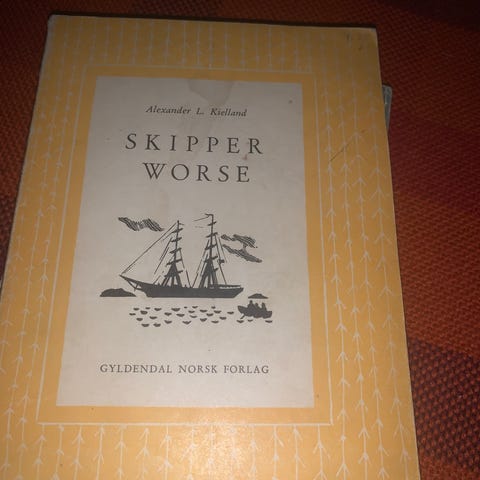 Alexander L. Kielland
SKIPPER
WORSE
GYLDENDAL NORSK FORLAG